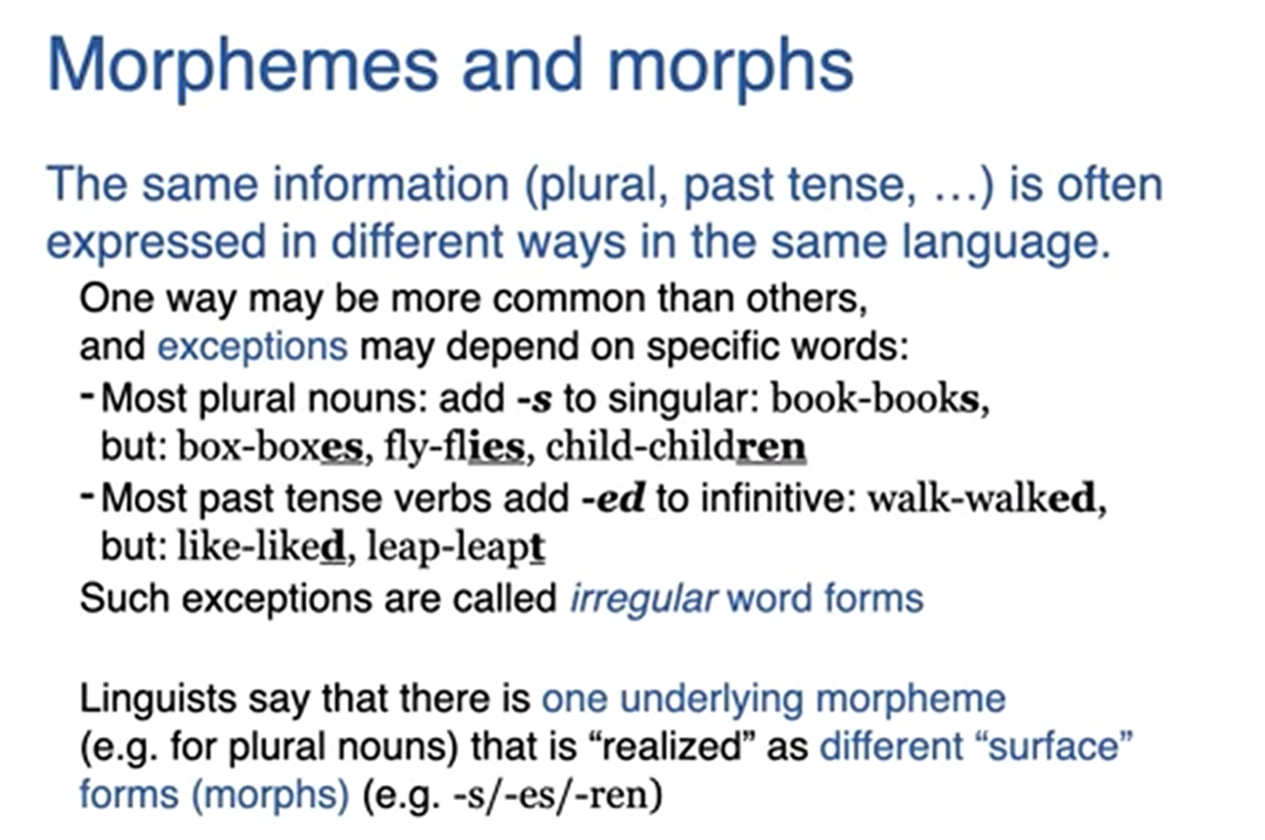 Morphemes and morphs
The same information (plural, past tense, …) is often
expressed in different ways in the same language.
One way may be more common than others,
and exceptions may depend on specific words:
- Most plural nouns: add -s to singular: book-books,
but: box-boxes, fly-flies, child-children
- Most past tense verbs add -ed to infinitive: walk-walked,
but: like-liked, leap-leapt
Such exceptions are called irregular word forms
Linguists say that there is one underlying morpheme
(e.g. for plural nouns) that is “realized” as different “surface”
forms (morphs) (e.g. -s/-es/-ren)